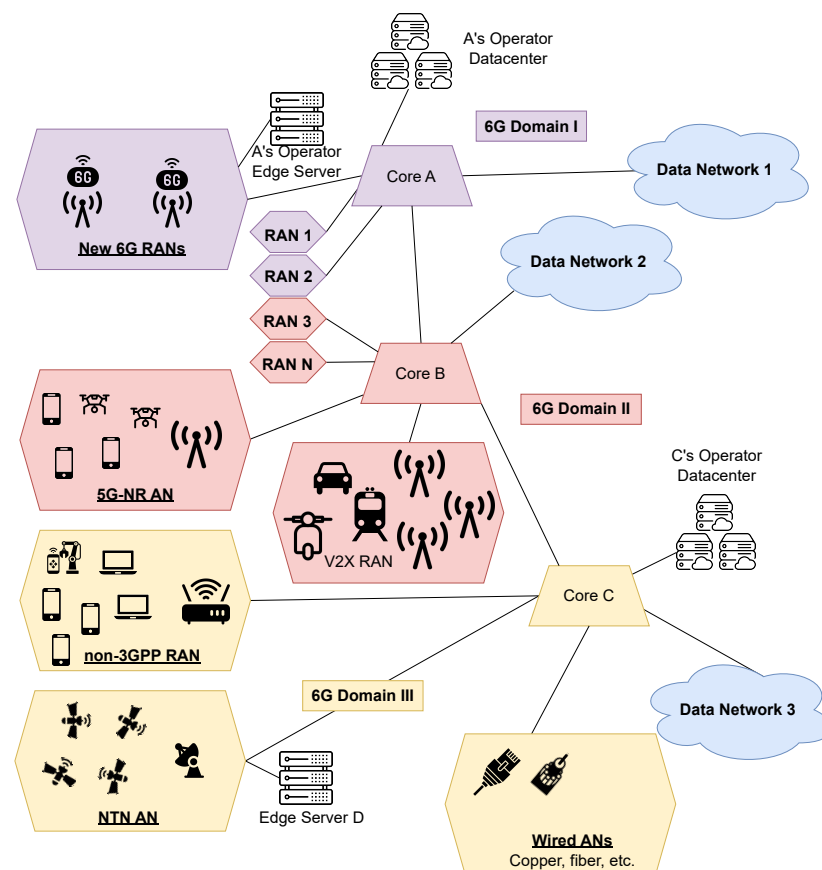 A's Operator
Datacenter
6G Domain I
A's Operator
Edge Server
Core A
Data Network 1
6G
6G
New 6G RANs
RAN 1
RAN 2
Data Network 2
RAN 3
RAN N
Core B
6G Domain II
5G-NR AN
C's Operator
Datacenter
V2X RAN
Core C
non-3GPP RAN
6G Domain III
Data Network 3
NTN AN
Edge Server D
Wired ANs
Copper, fiber, etc.